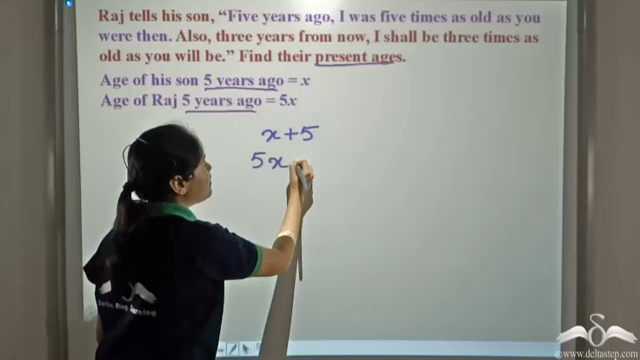 Raj tells his son, “Five years ago, I was five times as old as you
were then. Also, three years from now, I shall be three times as
old as you will be.” Find their present ages.
Age of his son 5 years ago = x
Age of Raj 5 years ago = 5x
x + 5
5x
www.deltastep.com